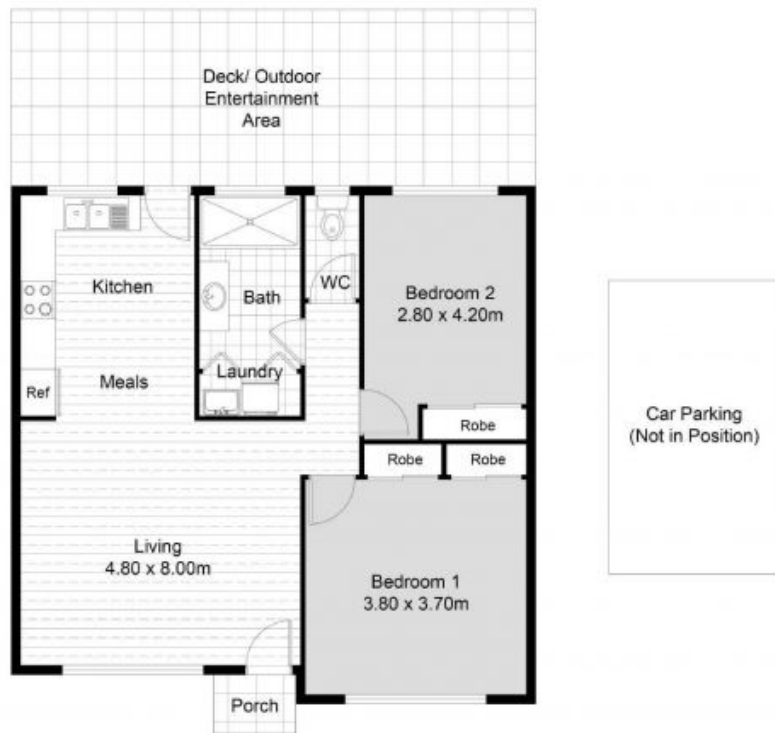 Deck/ Outdoor
Entertainment
Area
Kitchen
Bath
WC
Bedroom 2
2.80 x 4.20m
Meals
Laundry
Ref
Robe
Robe
Robe
Car Parking
(Not in Position)
Living
4.80 x 8.00m
Bedroom 1
3.80 x 3.70m
Porch